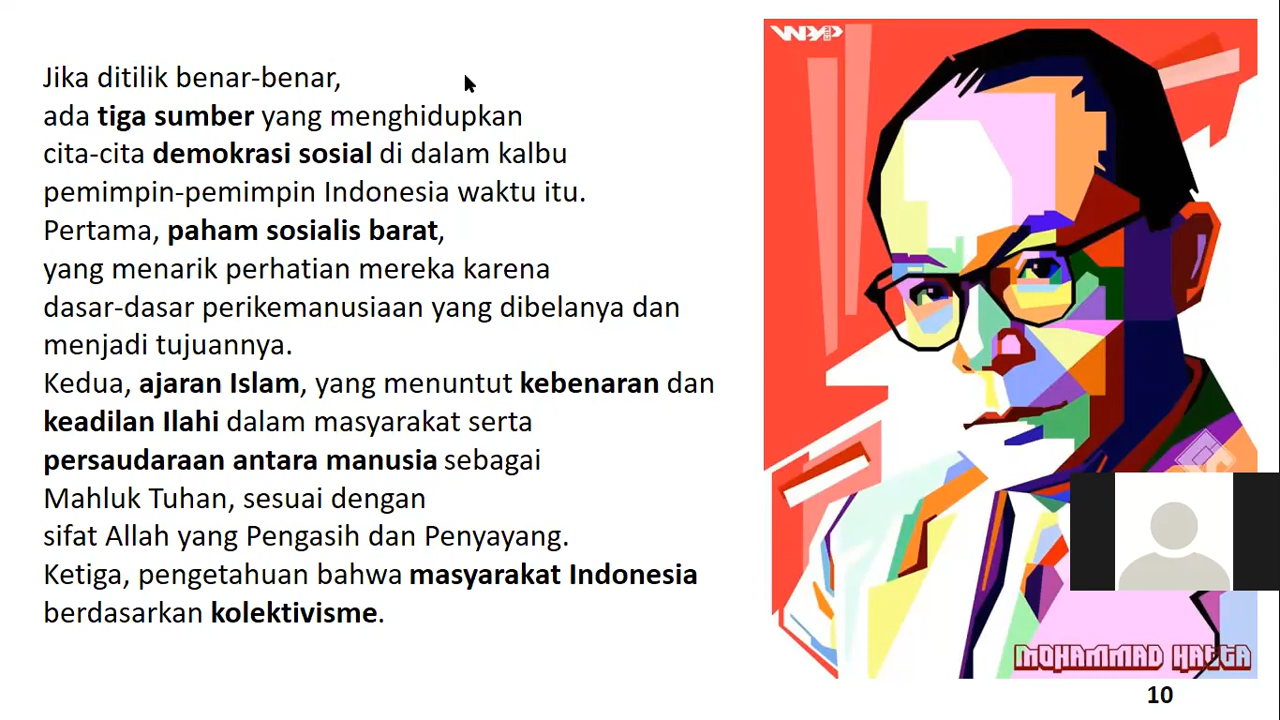 Jika ditilik benar-benar,
ada tiga sumber yang menghidupkan
cita-cita demokrasi sosial di dalam kalbu
pemimpin-pemimpin Indonesia waktu itu.
Pertama, paham sosialis barat,
yang menarik perhatian mereka karena
dasar-dasar perikemanusiaan yang dibelanya dan
menjadi tujuannya.
Kedua, ajaran Islam, yang menuntut kebenaran dan
keadilan Ilahi dalam masyarakat serta
persaudaraan antara manusia sebagai
Mahluk Tuhan, sesuai dengan
sifat Allah yang Pengasih dan Penyayang.
Ketiga, pengetahuan bahwa masyarakat Indonesia
berdasarkan kolektivisme.
MOHAMMAD HATTA
10